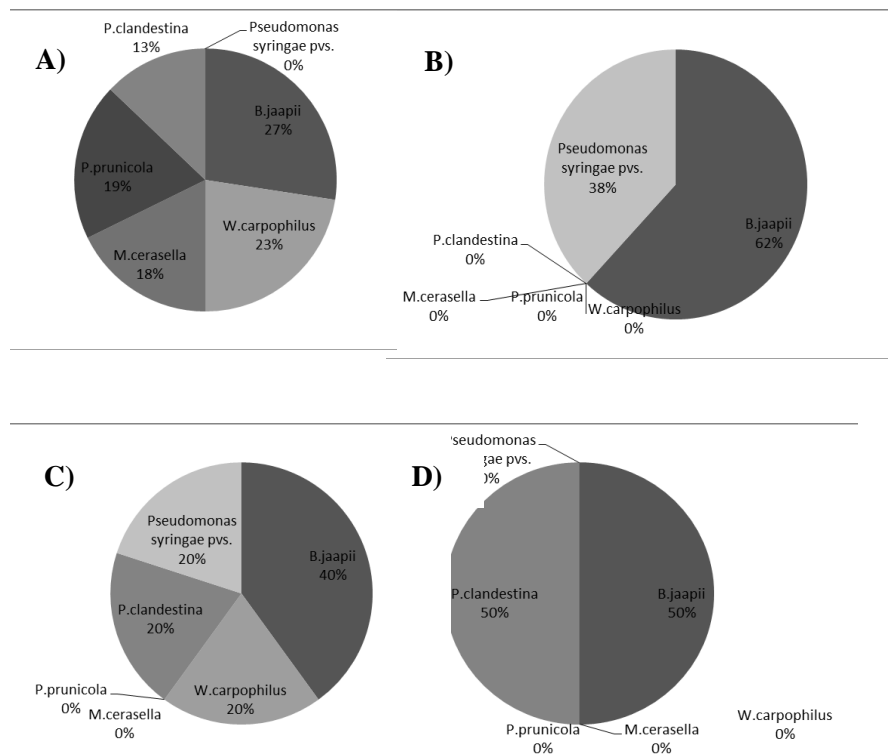 A)
P.clandestina
13%
Pseudomonas
syringae pvs.
0%
B.jaapii
27%
W.carpophilus
23%
M.cerasella
18%
P.prunicola
19%
B)
Pseudomonas
syringae pvs.
38%
B.jaapii
62%
P.clandestina
0%
M.cerasella
0%
P.prunicola
0%
W.carpophilus
0%
C)
Pseudomonas
syringae pvs.
20%
B.jaapii
40%
P.clandestina
20%
W.carpophilus
20%
P.prunicola
0%
M.cerasella
0%
D)
pvs.
P.clandestina
50%
B.jaapii
50%
P.prunicola
0%
M.cerasella
0%
W.carpophilus
0%